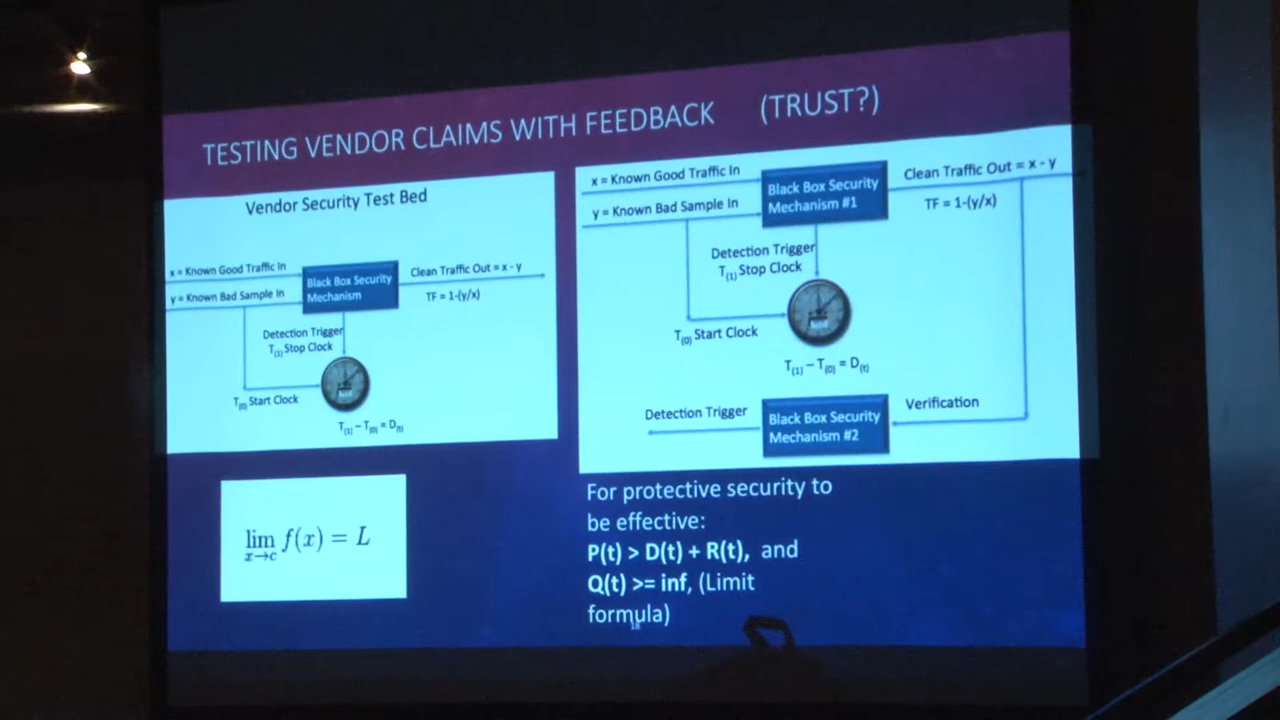 TESTING VENDOR CLAIMS WITH FEEDBACK (TRUST?)
Vendor Security Test Bed
x = Known Good Traffic In
y = Known Bad Sample In
Black Box Security
Mechanism
Clean Traffic Out = x - y
TF = 1-(y/x)
Detection Trigger
T(1) Stop Clock
T(0) Start Clock
T(1) – T(0) = D(t)
lim f(x) = L
x→c
x = Known Good Traffic In
y = Known Bad Sample In
Black Box Security
Mechanism #1
Clean Traffic Out = x - y
TF = 1-(y/x)
Detection Trigger
T(1) Stop Clock
T(0) Start Clock
T(1) – T(0) = D(t)
Detection Trigger
Black Box Security
Mechanism #2
Verification
For protective security to
be effective:
P(t) > D(t) + R(t), and
Q(t) >= inf, (Limit
formula)
18